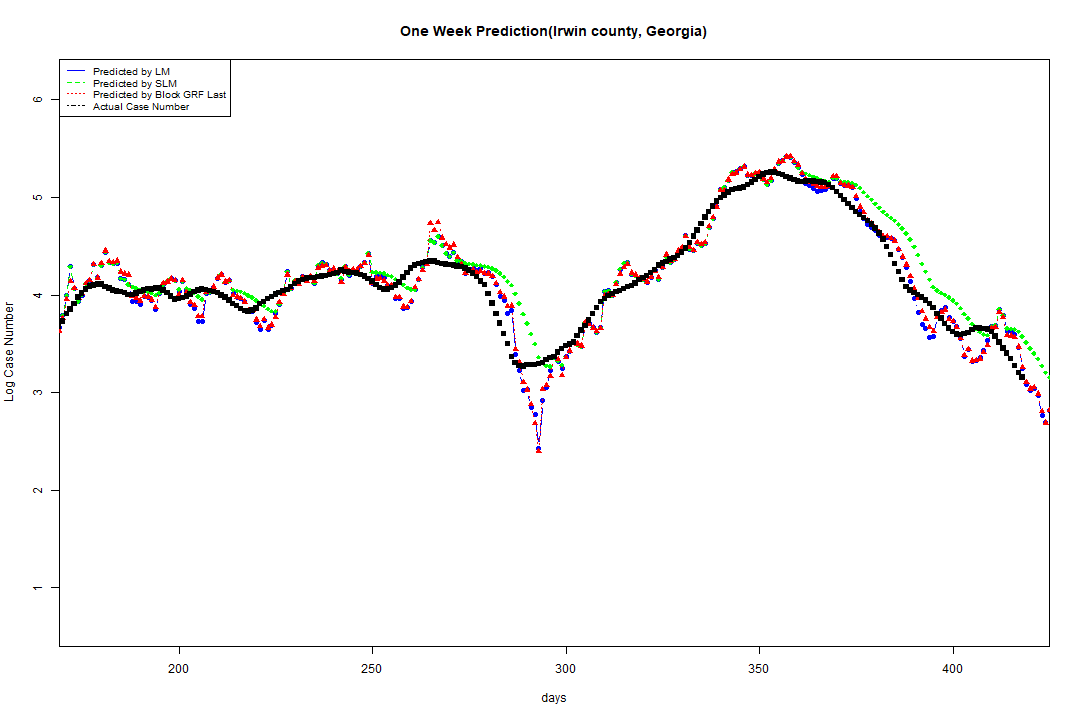 One Week Prediction(Irwin county, Georgia)
Predicted by LM
Predicted by SLM
Predicted by Block GRF Last
Actual Case Number
6
5
4
3
2
1
Log Case Number
200 250 300 350 400
days